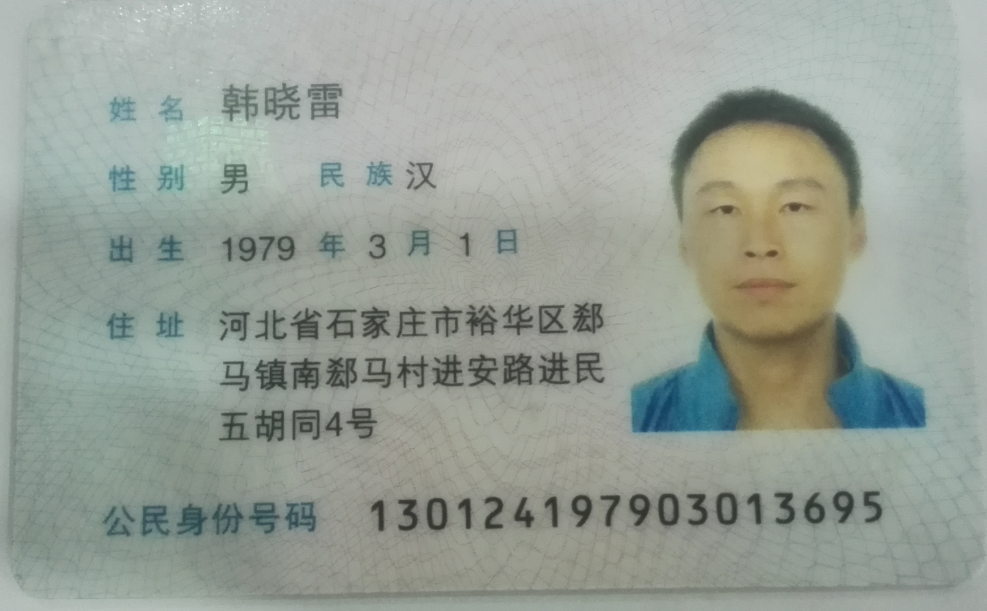 姓名 韩晓雷
性别 男 民族 汉
出生 1979 年 3 月 1 日
住址 河北省石家庄市裕华区郄
马镇南郄马村进安路进民
五胡同4号
公民身份号码 130124197903013695